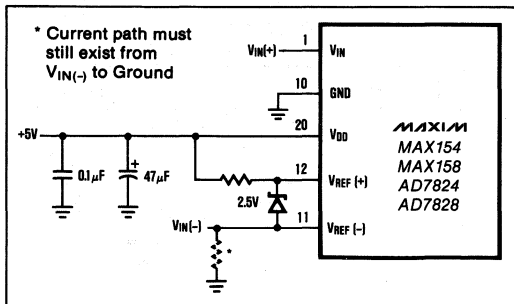 * Current path must
still exist from
VIN(-) to Ground
VIN(+)
1
VIN
10
GND
+5V
20
VDD
0.1μF
+
47μF
12
VREF (+)
2.5V
VIN(-)
11
VREF (-)
*
MAXIM
MAX154
MAX158
AD7824
AD7828